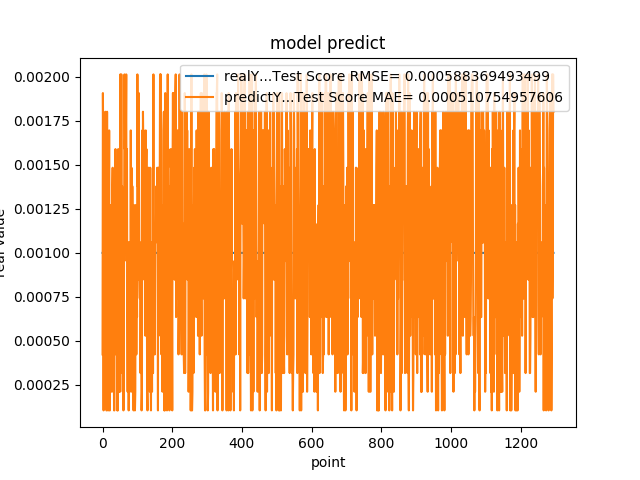 model predict
realY...Test Score RMSE= 0.000588369493499
predictY...Test Score MAE= 0.000510754957606
0.00200
0.00175
0.00150
0.00125
0.00100
0.00075
0.00050
0.00025
real value
0 200 400 600 800 1000 1200
point